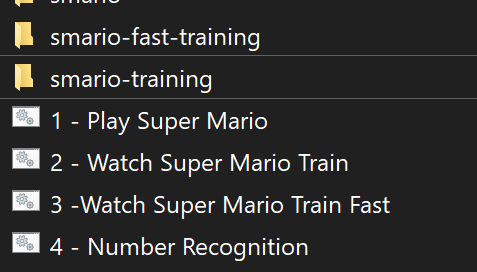 smario
smario-fast-training
smario-training
1 - Play Super Mario
2 - Watch Super Mario Train
3 -Watch Super Mario Train Fast
4 - Number Recognition